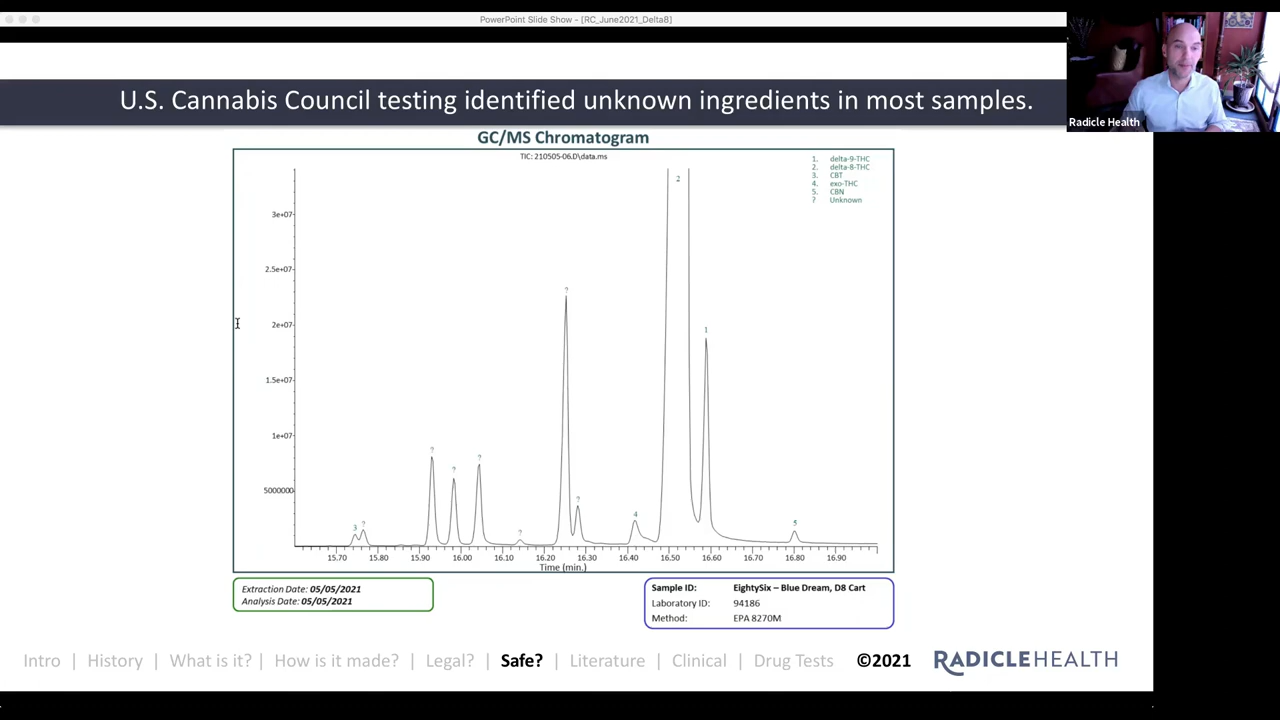 PowerPoint Slide Show - [RC_June2021_Delta8]
Radicle Health
U.S. Cannabis Council testing identified unknown ingredients in most samples.
GC/MS Chromatogram
TIC: 210505-06.D\data.ms
1. delta-9-THC
2. delta-8-THC
3. CBT
4. exo-THC
5. CBN
? Unknown
3e+07
2.5e+07
2e+07
1.5e+07
1e+07
5000000
3 ? ? ? ? ? ? ? 4 2 1 5
15.70 15.80 15.90 16.00 16.10 16.20 16.30 16.40 16.50 16.60 16.70 16.80 16.90
Time (min.)
Extraction Date: 05/05/2021
Analysis Date: 05/05/2021
Sample ID: EightySix – Blue Dream, D8 Cart
Laboratory ID: 94186
Method: EPA 8270M
Intro | History | What is it? | How is it made? | Legal? | Safe? | Literature | Clinical | Drug Tests ©2021 RADICLEHEALTH